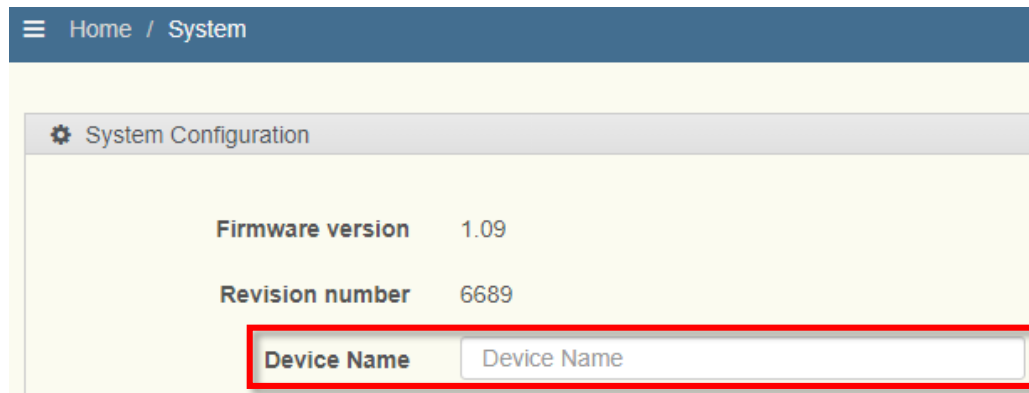 Home / System
System Configuration
Firmware version 1.09
Revision number 6689
Device Name Device Name